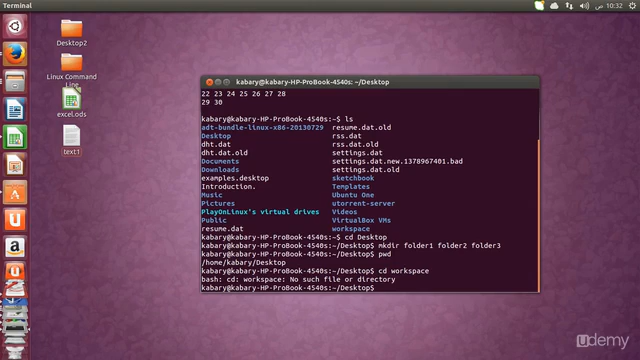 Terminal
10:32 ص
Desktop2
Linux Command
Line
excel.ods
text1
kabary@kabary-HP-ProBook-4540s: ~/Desktop
22 23 24 25 26 27 28
29 30
kabary@kabary-HP-ProBook-4540s:~$ ls
adt-bundle-linux-x86-20130729 resume.dat.old
Desktop rss.dat
dht.dat rss.dat.old
dht.dat.old settings.dat
Documents settings.dat.new.1378967401.bad
Downloads settings.dat.old
examples.desktop sketchbook
Introduction. Templates
Music Ubuntu One
Pictures utorrent-server
PlayOnLinux's virtual drives Videos
Public VirtualBox VMs
resume.dat workspace
kabary@kabary-HP-ProBook-4540s:~$ cd Desktop
kabary@kabary-HP-ProBook-4540s:~/Desktop$ mkdir folder1 folder2 folder3
kabary@kabary-HP-ProBook-4540s:~/Desktop$ pwd
/home/kabary/Desktop
kabary@kabary-HP-ProBook-4540s:~/Desktop$ cd workspace
bash: cd: workspace: No such file or directory
kabary@kabary-HP-ProBook-4540s:~/Desktop$
udemy